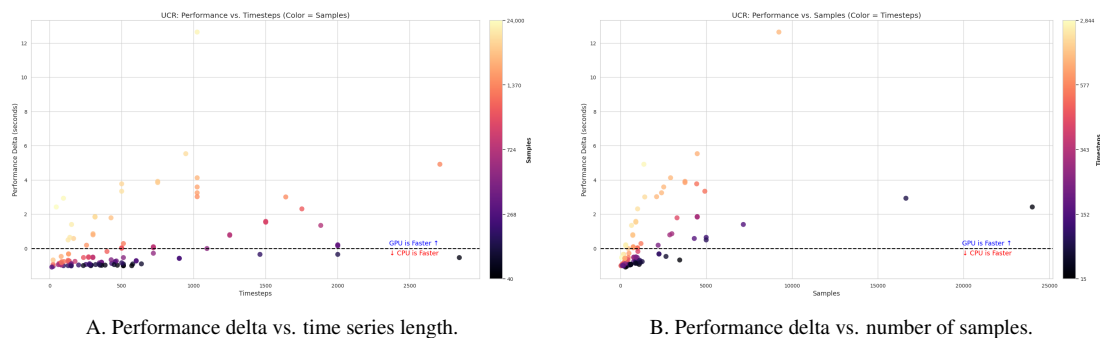 UCR: Performance vs. Timesteps (Color = Samples)
Performance Delta (seconds)
12
10
8
6
4
2
0
0 500 1000 1500 2000 2500
Timesteps
GPU is Faster ↑
↓ CPU is Faster
24,000
1,370
724
268
40
Samples
A. Performance delta vs. time series length.
UCR: Performance vs. Samples (Color = Timesteps)
Performance Delta (seconds)
12
10
8
6
4
2
0
0 5000 10000 15000 20000 25000
Samples
GPU is Faster ↑
↓ CPU is Faster
2,844
577
343
152
15
Timesteps
B. Performance delta vs. number of samples.